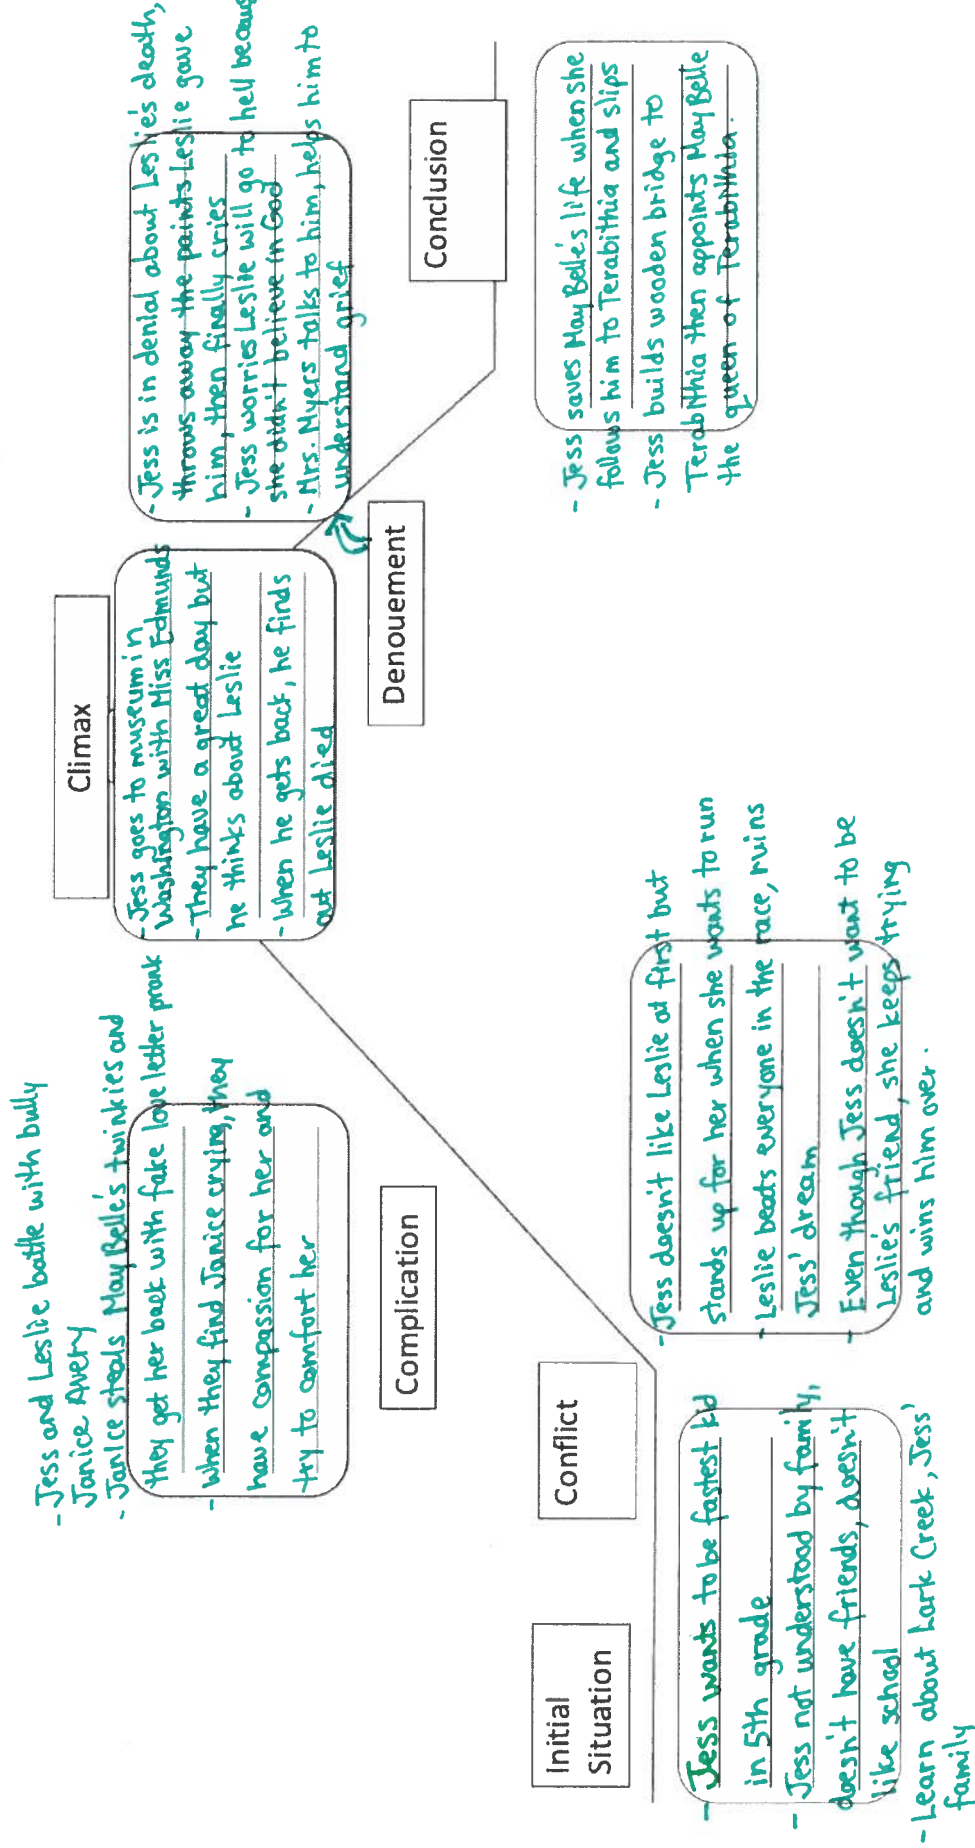 Initial
Situation
- Jess wants to be fastest kid
in 5th grade
- Jess not understood by family,
doesn't have friends, doesn't
like school
- Learn about Lark Creek, Jess'
family
Conflict
- Jess doesn't like Leslie at first but
stands up for her when she wants to run
- Leslie beats everyone in the race, ruins
Jess' dream
- Even though Jess doesn't want to be
Leslie's friend, she keeps trying
and wins him over.
Complication
- Jess and Leslie battle with bully
Janice Avery
- Janice steals May Belle's twinkies and
they get her back with fake love letter prank
- when they find Janice crying, they
have compassion for her and
try to comfort her
Climax
- Jess goes to museum in
Washington with Miss Edmunds
- They have a great day but
he thinks about Leslie
- When he gets back, he finds
out Leslie died
Denouement
- Jess is in denial about Leslie's death,
throws away the paints Leslie gave
him, then finally cries
- Jess worries Leslie will go to hell because
she didn't believe in God
- Mrs. Myers talks to him, helps him to
understand grief
Conclusion
- Jess saves May Belle's life when she
follows him to Terabithia and slips
- Jess builds wooden bridge to
Terabithia then appoints May Belle
the queen of Terabithia.